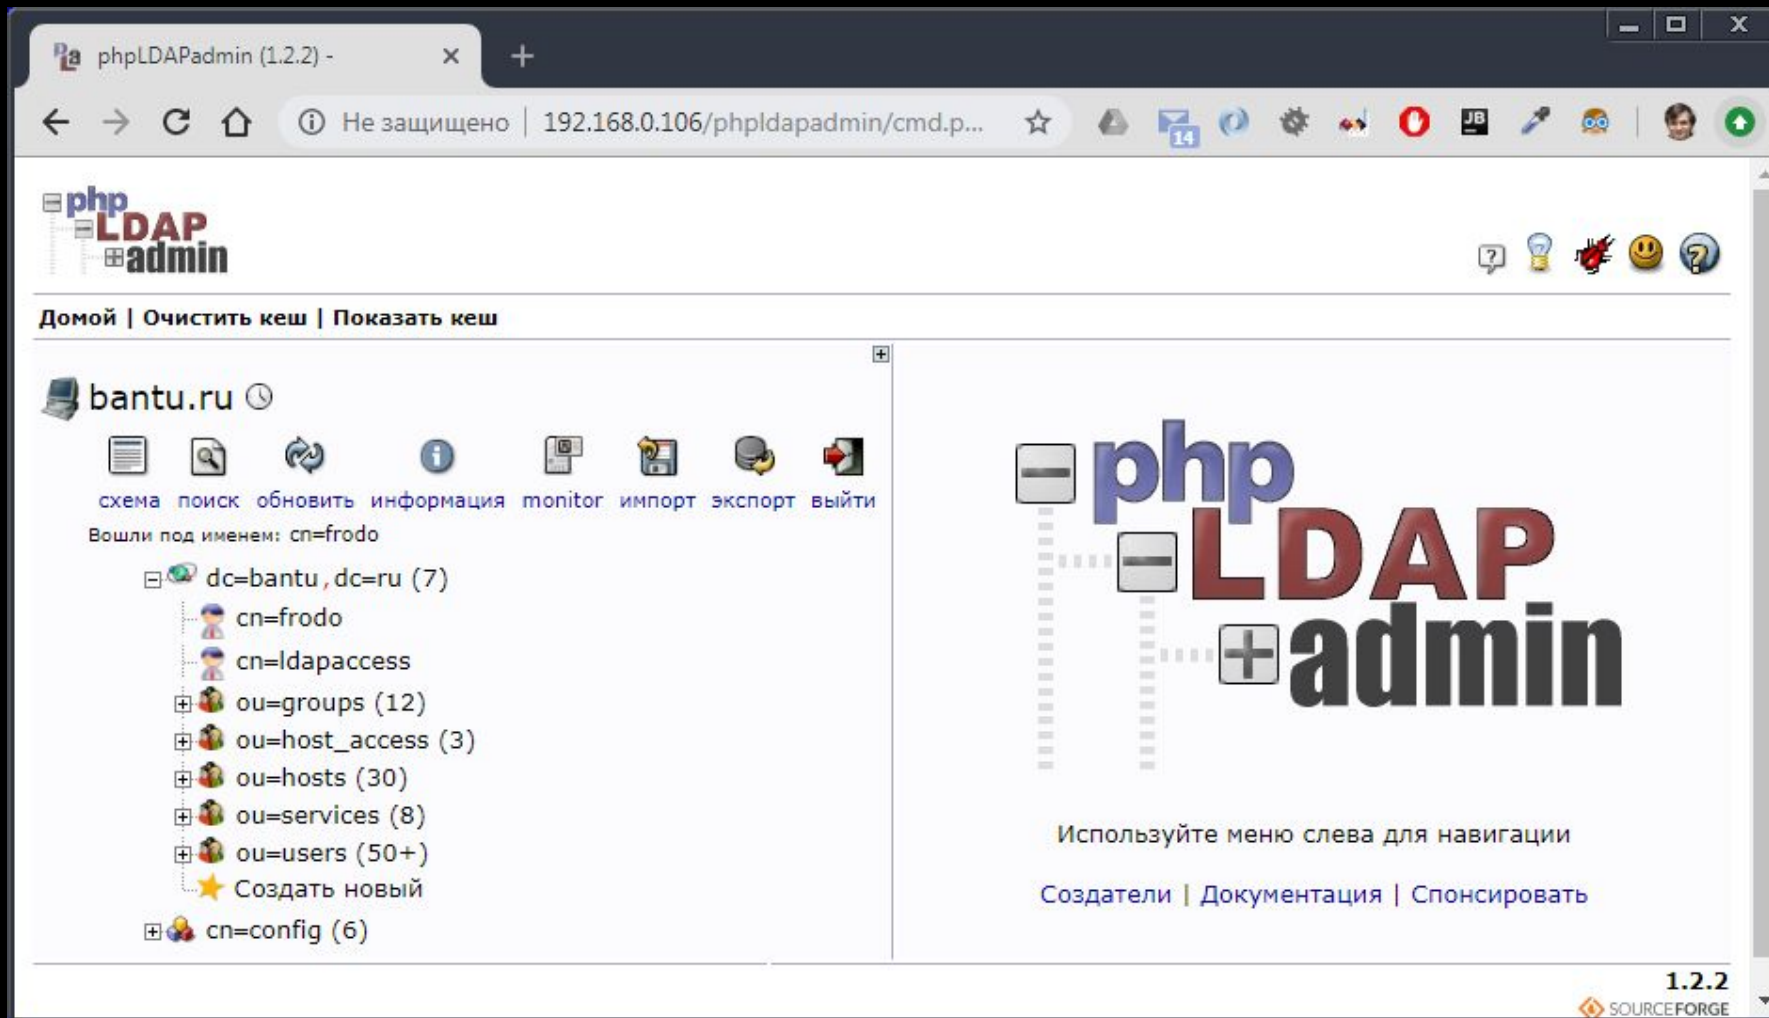 phpLDAPadmin (1.2.2) -
Не защищено | 192.168.0.106/phpldapadmin/cmd.p...
14
JB
php
LDAP
admin
Домой | Очистить кеш | Показать кеш
bantu.ru
схема поиск обновить информация monitor импорт экспорт выйти
Вошли под именем: cn=frodo
dc=bantu,dc=ru (7)
cn=frodo
cn=ldapaccess
ou=groups (12)
ou=host_access (3)
ou=hosts (30)
ou=services (8)
ou=users (50+)
Создать новый
cn=config (6)
php
LDAP
admin
Используйте меню слева для навигации
Создатели | Документация | Спонсировать
1.2.2
SOURCEFORGE